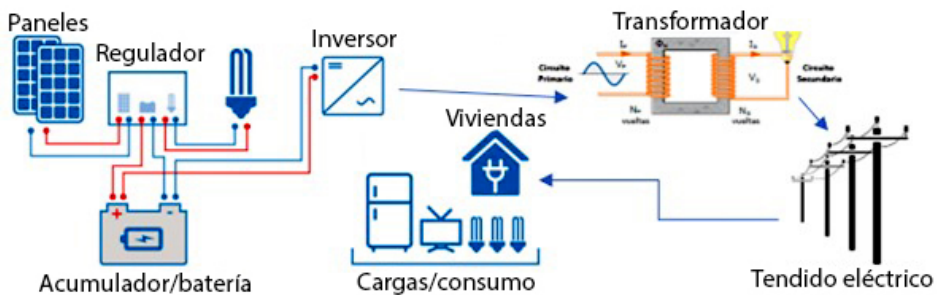 Paneles
Regulador
Inversor
Transformador
Circuito
Primario
Circuito
Secundario
vueltas
vueltas
+
-
Viviendas
Acumulador/batería
Cargas/consumo
Tendido eléctrico